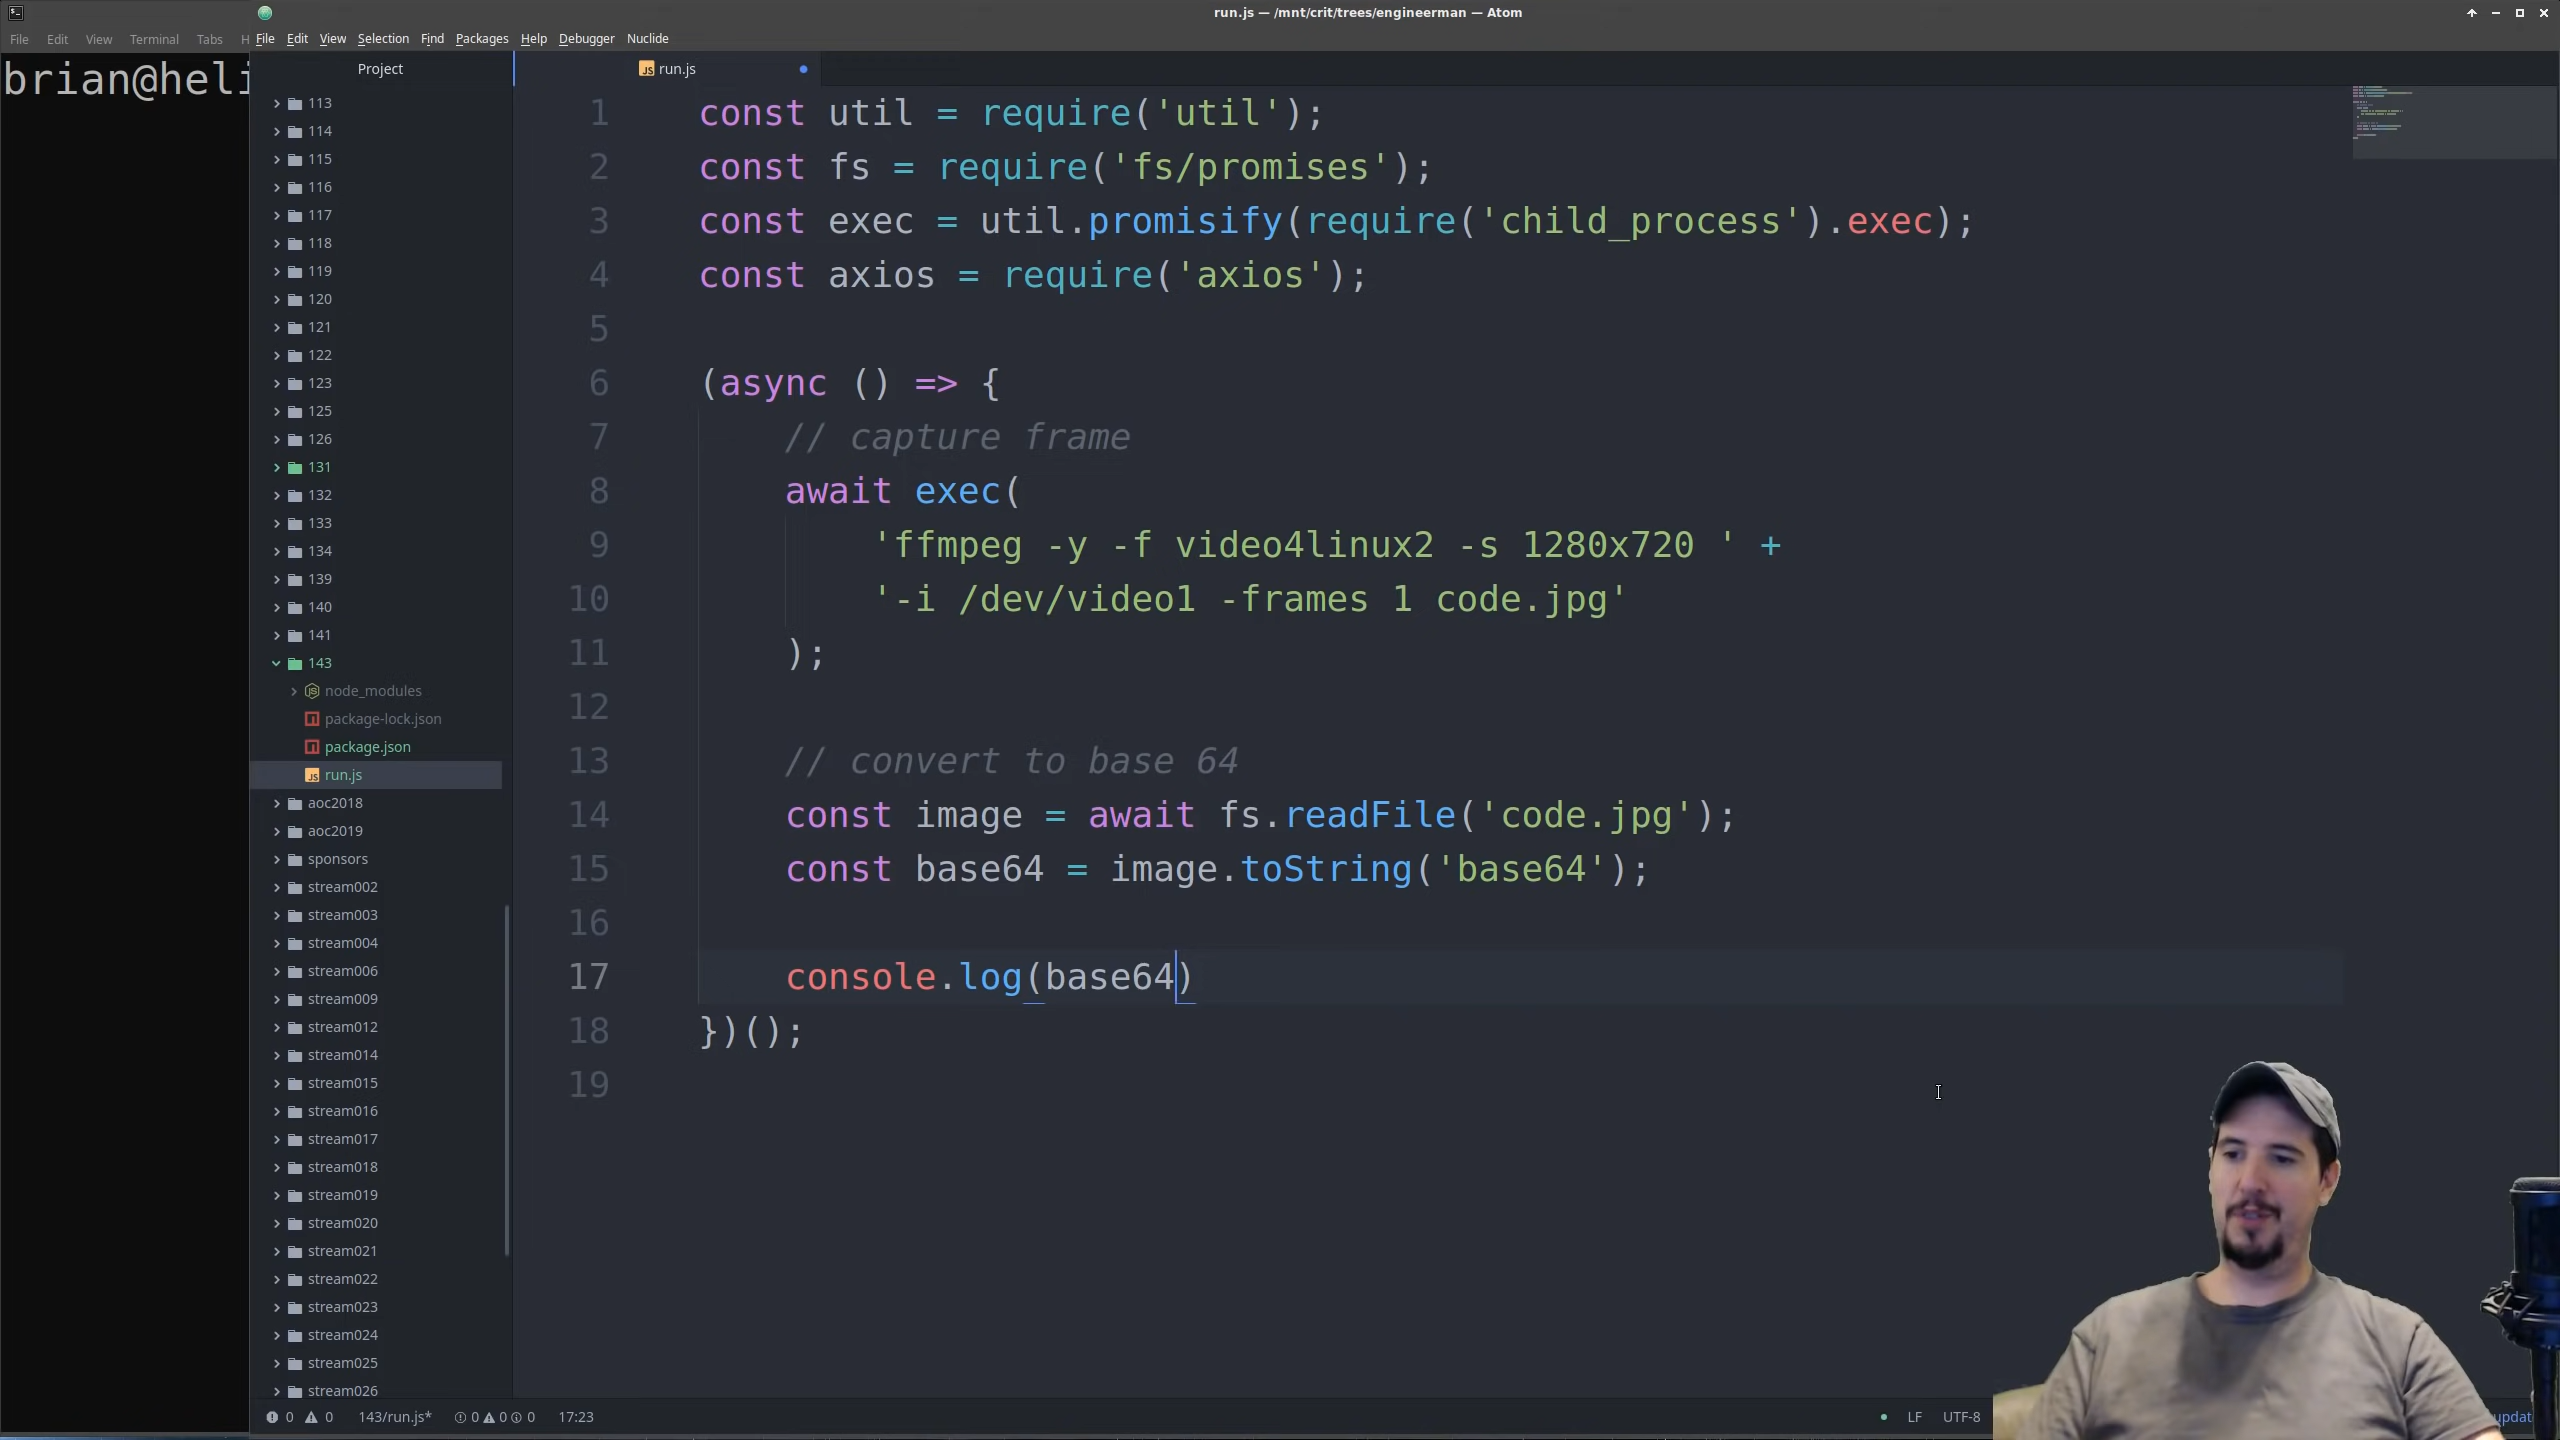 run.js — /mnt/crit/trees/engineerman — Atom
File Edit View Terminal Tabs H
File Edit View Selection Find Packages Help Debugger Nuclide
brian@heli
Project
113
114
115
116
117
118
119
120
121
122
123
125
126
131
132
133
134
139
140
141
143
node_modules
package-lock.json
package.json
run.js
aoc2018
aoc2019
sponsors
stream002
stream003
stream004
stream006
stream009
stream012
stream014
stream015
stream016
stream017
stream018
stream019
stream020
stream021
stream022
stream023
stream024
stream025
stream026
run.js
1 const util = require('util');
2 const fs = require('fs/promises');
3 const exec = util.promisify(require('child_process').exec);
4 const axios = require('axios');
5
6 (async () => {
7 // capture frame
8 await exec(
9 'ffmpeg -y -f video4linux2 -s 1280x720 ' +
10 '-i /dev/video1 -frames 1 code.jpg'
11 );
12
13 // convert to base 64
14 const image = await fs.readFile('code.jpg');
15 const base64 = image.toString('base64');
16
17 console.log(base64)
18 })();
19
0 0 143/run.js* 0 0 0 17:23 LF UTF-8 updat